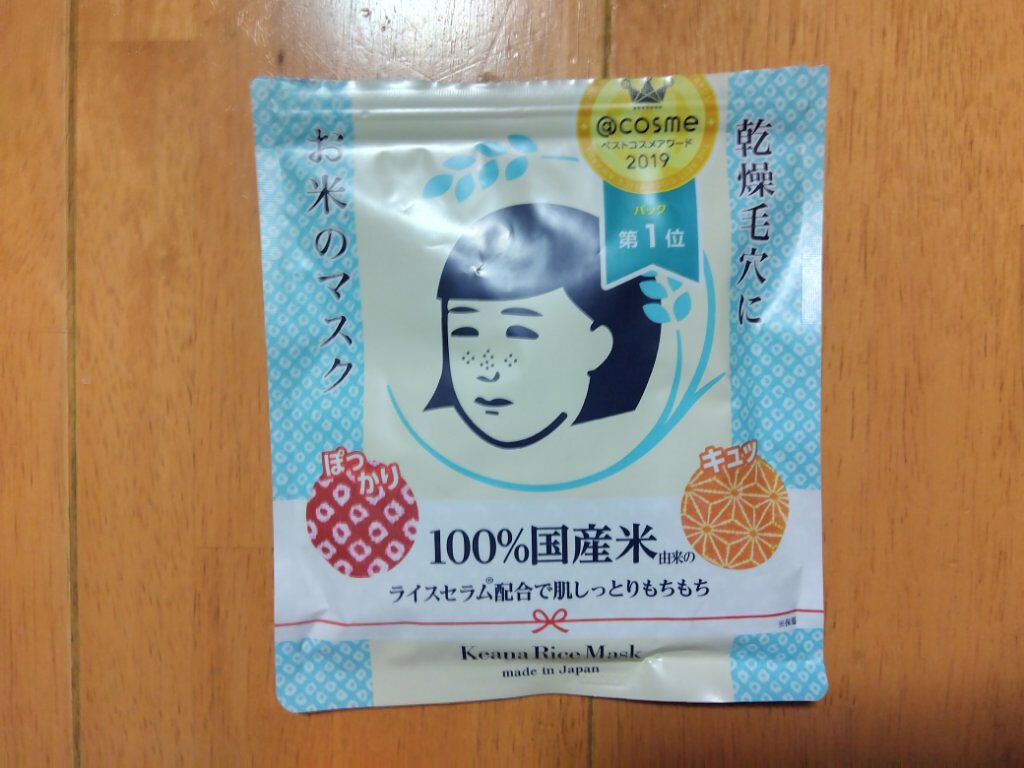 @cosme
ベストコスメアワード
2019
パック
第1位
乾燥毛穴に
お米のマスク
ぽっかり
キュッ
100%国産米由来の
ライスセラム®配合で肌しっとりもちもち
※保湿
Keana Rice Mask
made in Japan